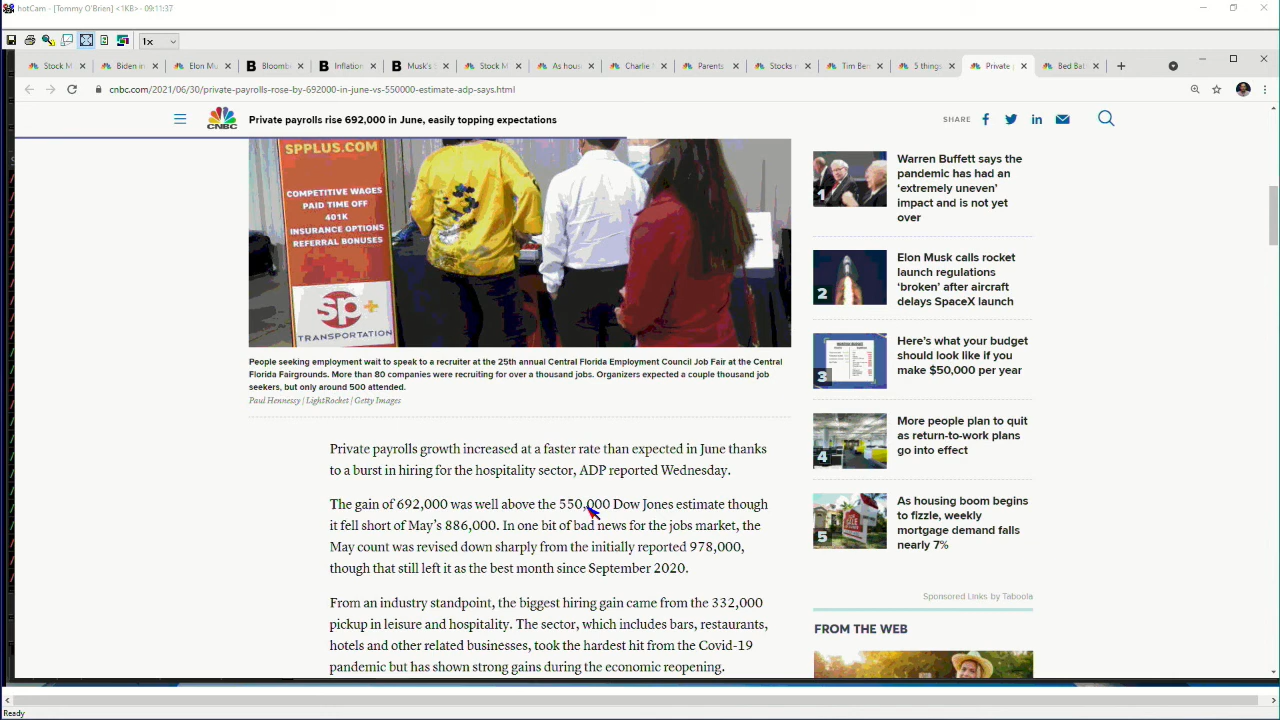 hotCam - [Tommy O'Brien] <1KB> - 09:11:37
1x
Stock M
Biden in
Elon Mu
Bloomb
Inflation
Musk's
Stock M
As hous
Charlie
Parents
Stocks
Tim Ber
5 things
Private
Bed Bat
cnbc.com/2021/06/30/private-payrolls-rose-by-692000-in-june-vs-550000-estimate-adp-says.html
CNBC
Private payrolls rise 692,000 in June, easily topping expectations
SHARE
SPPLUS.COM
COMPETITIVE WAGES
PAID TIME OFF
401K
INSURANCE OPTIONS
REFERRAL BONUSES
sp+
TRANSPORTATION
People seeking employment wait to speak to a recruiter at the 25th annual Central Florida Employment Council Job Fair at the Central
Florida Fairgrounds. More than 80 companies were recruiting for over a thousand jobs. Organizers expected a couple thousand job
seekers, but only around 500 attended.
Paul Hennessy | LightRocket | Getty Images
Private payrolls growth increased at a faster rate than expected in June thanks
to a burst in hiring for the hospitality sector, ADP reported Wednesday.
The gain of 692,000 was well above the 550,000 Dow Jones estimate though
it fell short of May's 886,000. In one bit of bad news for the jobs market, the
May count was revised down sharply from the initially reported 978,000,
though that still left it as the best month since September 2020.
From an industry standpoint, the biggest hiring gain came from the 332,000
pickup in leisure and hospitality. The sector, which includes bars, restaurants,
hotels and other related businesses, took the hardest hit from the Covid-19
pandemic but has shown strong gains during the economic reopening.
1
Warren Buffett says the
pandemic has had an
‘extremely uneven’
impact and is not yet
over
2
Elon Musk calls rocket
launch regulations
‘broken’ after aircraft
delays SpaceX launch
3
Here’s what your budget
should look like if you
make $50,000 per year
4
More people plan to quit
as return-to-work plans
go into effect
5
As housing boom begins
to fizzle, weekly
mortgage demand falls
nearly 7%
Sponsored Links by Taboola
FROM THE WEB
Ready